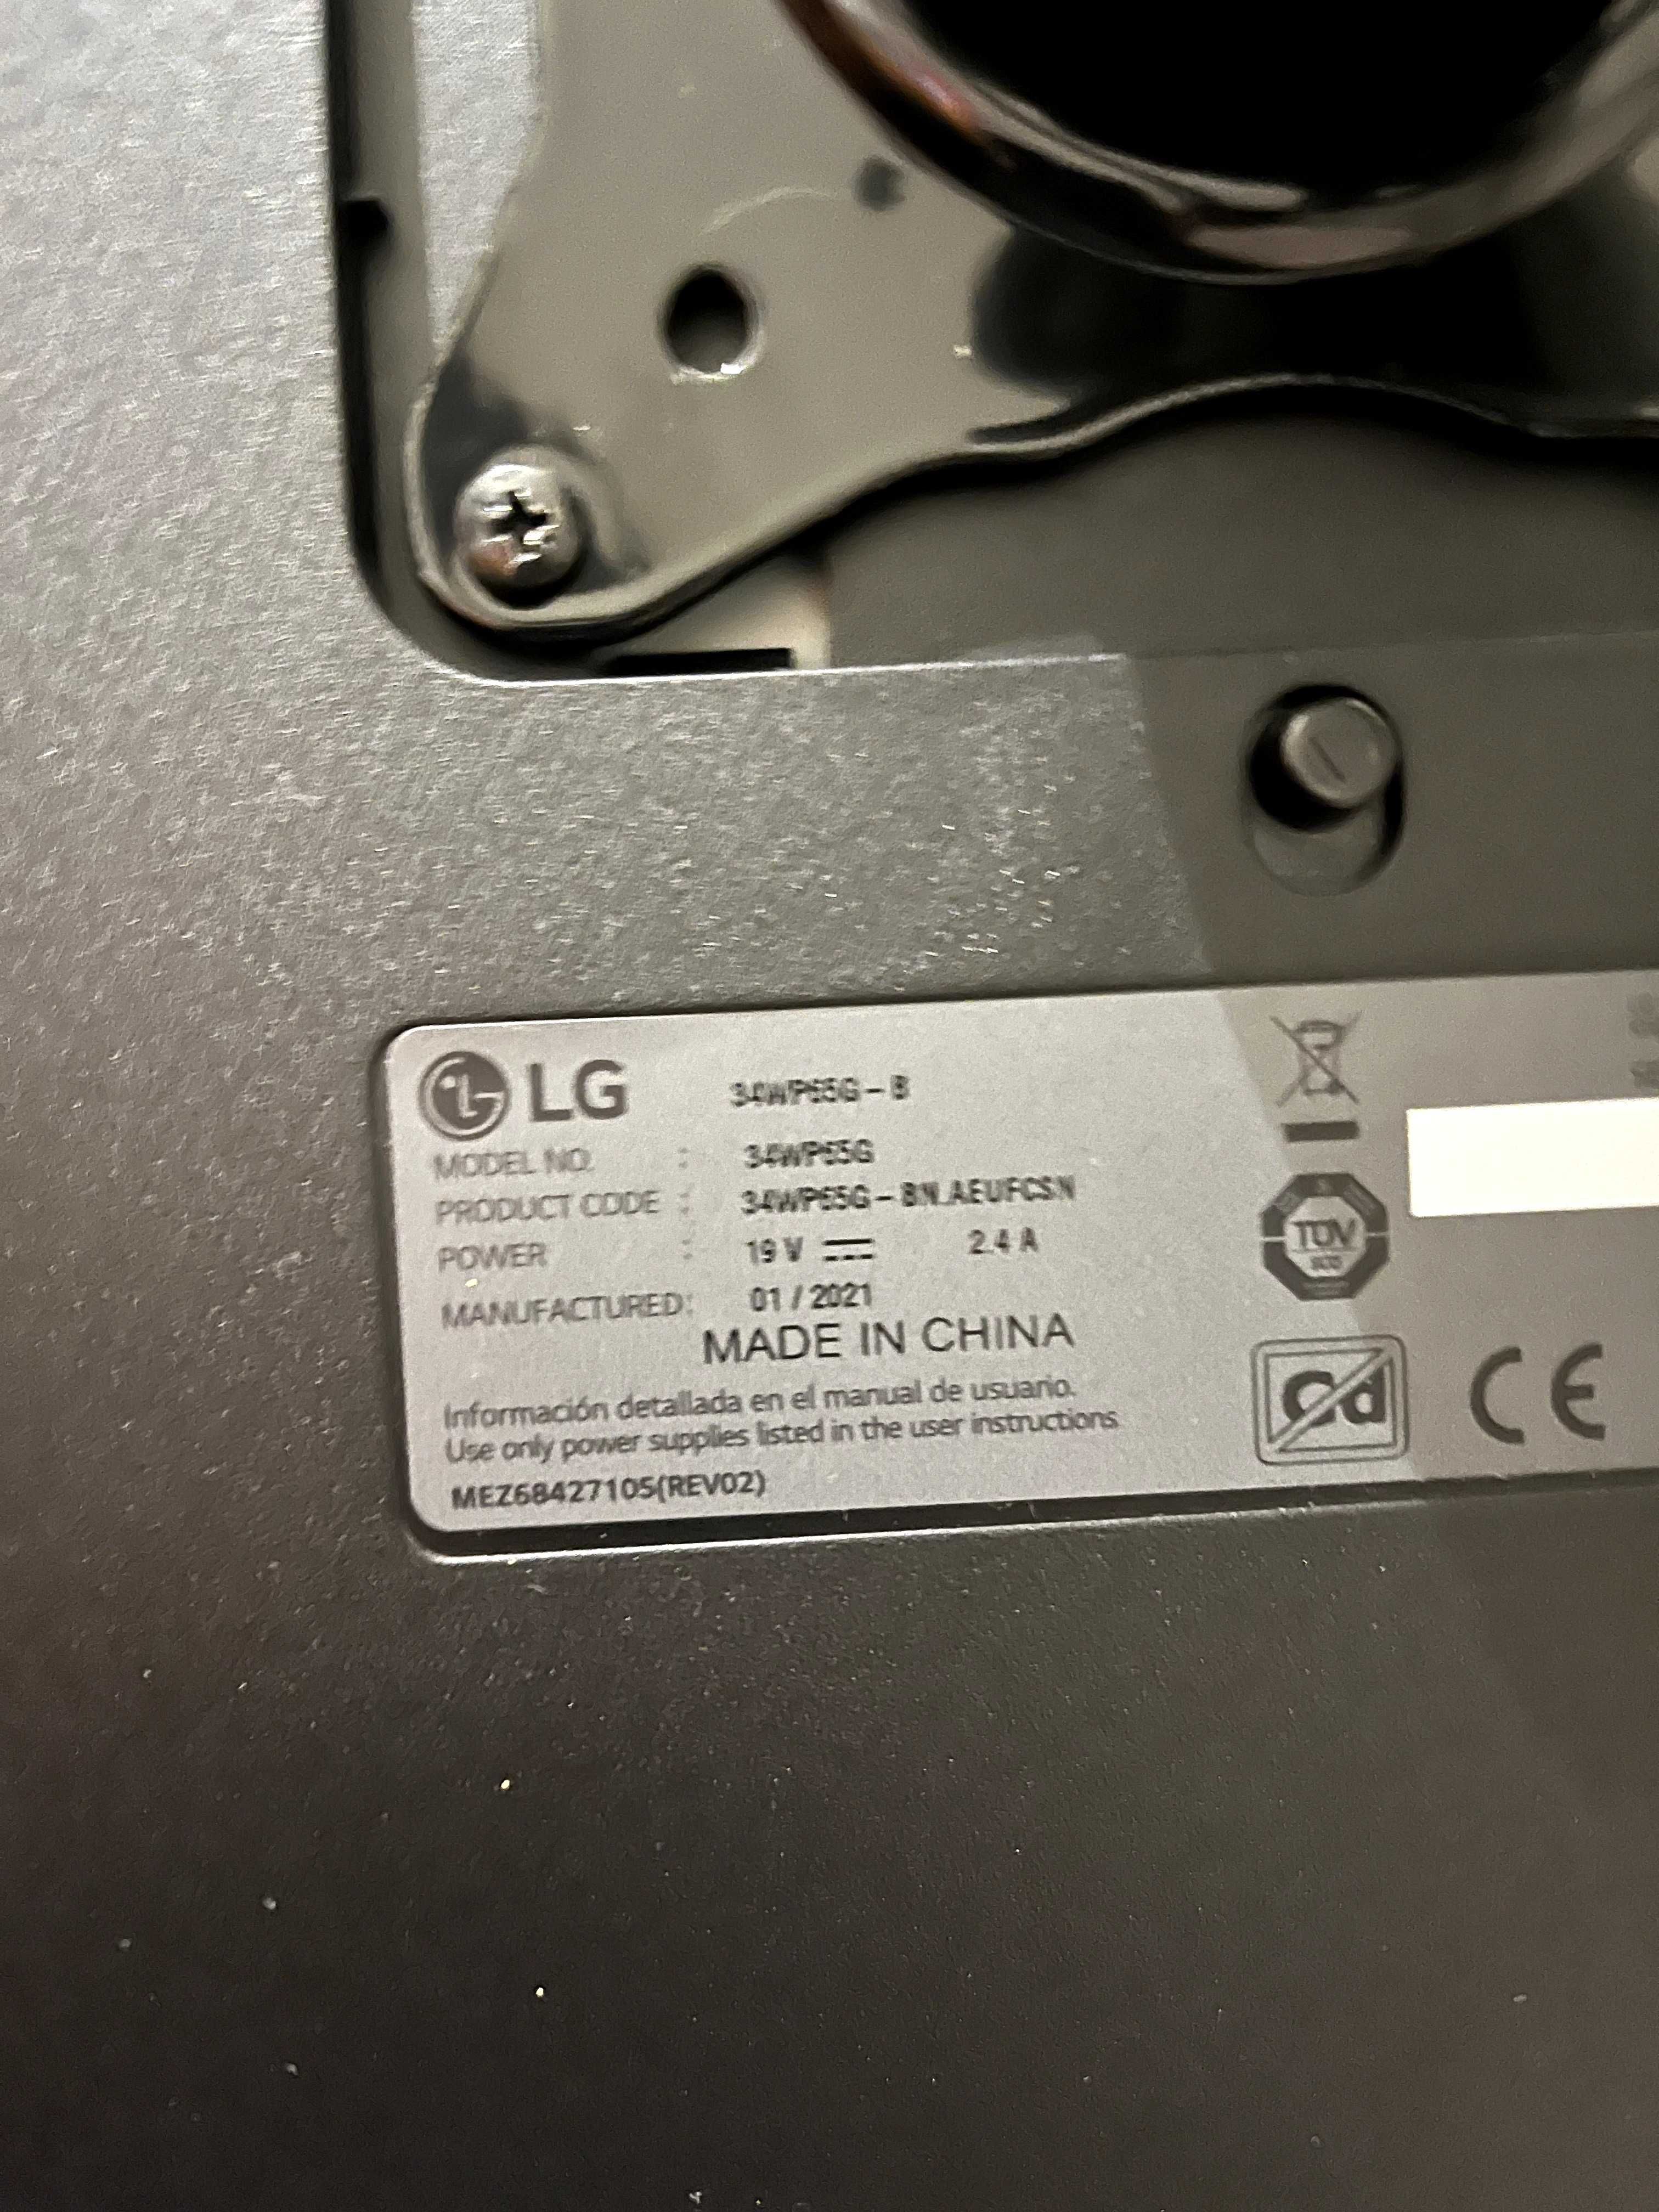 LG 34WP65G-B
MODEL NO. : 34WP65G
PRODUCT CODE : 34WP65G-BN.AEUFCSN
POWER : 19 V 2.4 A
MANUFACTURED: 01/2021
MADE IN CHINA
Información detallada en el manual de usuario.
Use only power supplies listed in the user instructions
MEZ68427105(REV02)
TÜV
Cd
CE